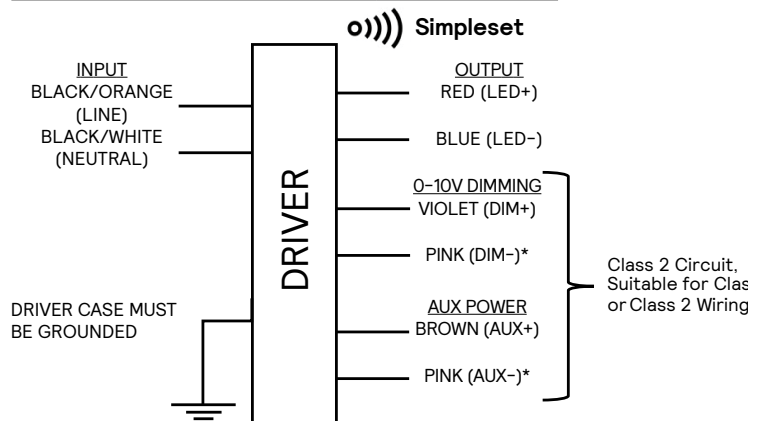 Simpleset
INPUT
BLACK/ORANGE
(LINE)
BLACK/WHITE
(NEUTRAL)
DRIVER CASE MUST
BE GROUNDED
DRIVER
OUTPUT
RED (LED+)
BLUE (LED-)
0-10V DIMMING
VIOLET (DIM+)
PINK (DIM-)*
AUX POWER
BROWN (AUX+)
PINK (AUX-)*
Class 2 Circuit,
Suitable for
or Class 2 Wiring